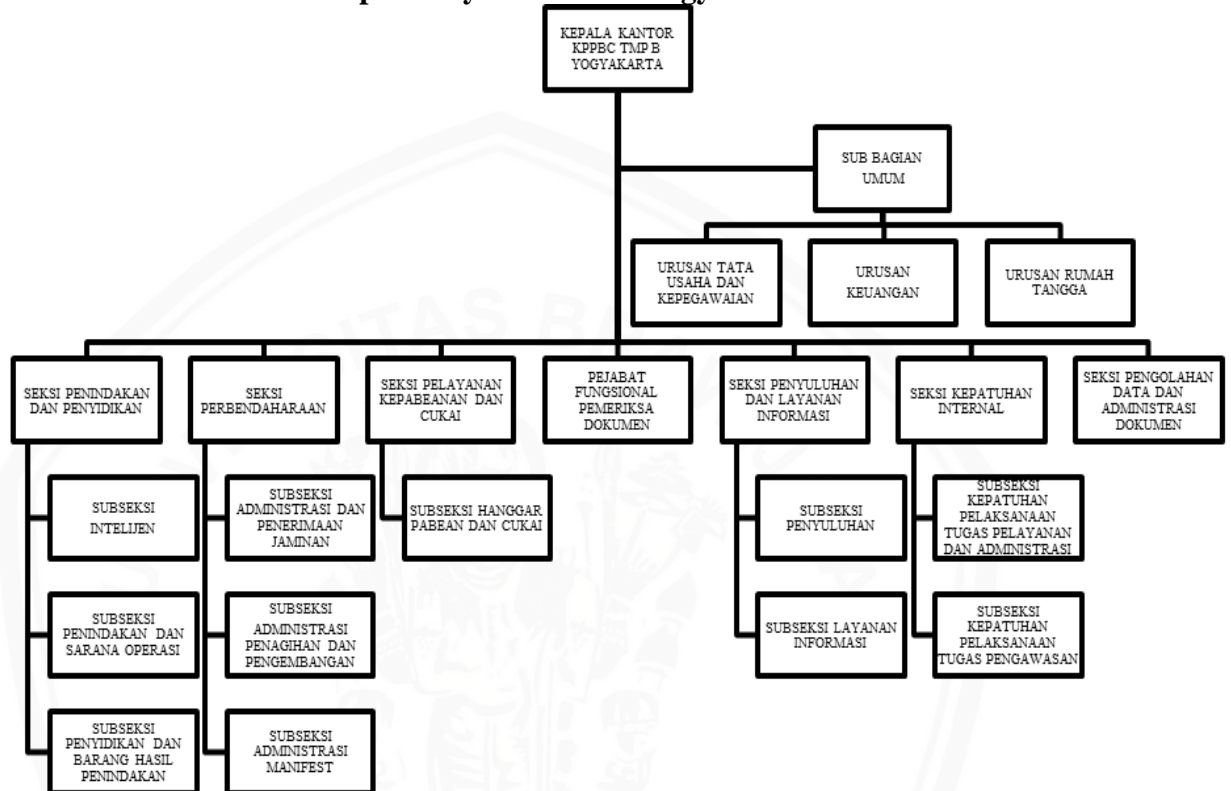 KEPALA KANTOR
KPPBC TMP B
YOGYAKARTA
SUB BAGIAN
UMUM
URUSAN TATA
USAHA DAN
KEPEGAWAIAN
URUSAN
KEUANGAN
URUSAN RUMAH
TANGGA
SEKSI PENINDAKAN
DAN PENYIDIKAN
SEKSI
PERBENDAHARAAN
SEKSI PELAYANAN
KEPABEANAN DAN
CUKAI
PEJABAT
FUNGSIONAL
PEMERIKSA
DOKUMEN
SEKSI PENYULUHAN
DAN LAYANAN
INFORMASI
SEKSI KEPATUHAN
INTERNAL
SEKSI PENGOLAHAN
DATA DAN
ADMINISTRASI
DOKUMEN
SUBSEKSI
INTELIJEN
SUBSEKSI
ADMINISTRASI DAN
PENERIMAAN
JAMINAN
SUBSEKSI HANGGAR
PABEAN DAN CUKAI
SUBSEKSI
PENYULUHAN
SUBSEKSI
KEPATUHAN
PELAKSANAAN
TUGAS PELAYANAN
DAN ADMINISTRASI
SUBSEKSI
PENINDAKAN DAN
SARANA OPERASI
SUBSEKSI
ADMINISTRASI
PENAGIHAN DAN
PENGEMBANGAN
SUBSEKSI LAYANAN
INFORMASI
SUBSEKSI
KEPATUHAN
PELAKSANAAN
TUGAS PENGAWASAN
SUBSEKSI
PENYIDIKAN DAN
BARANG HASIL
PENINDAKAN
SUBSEKSI
ADMINISTRASI
MANIFEST